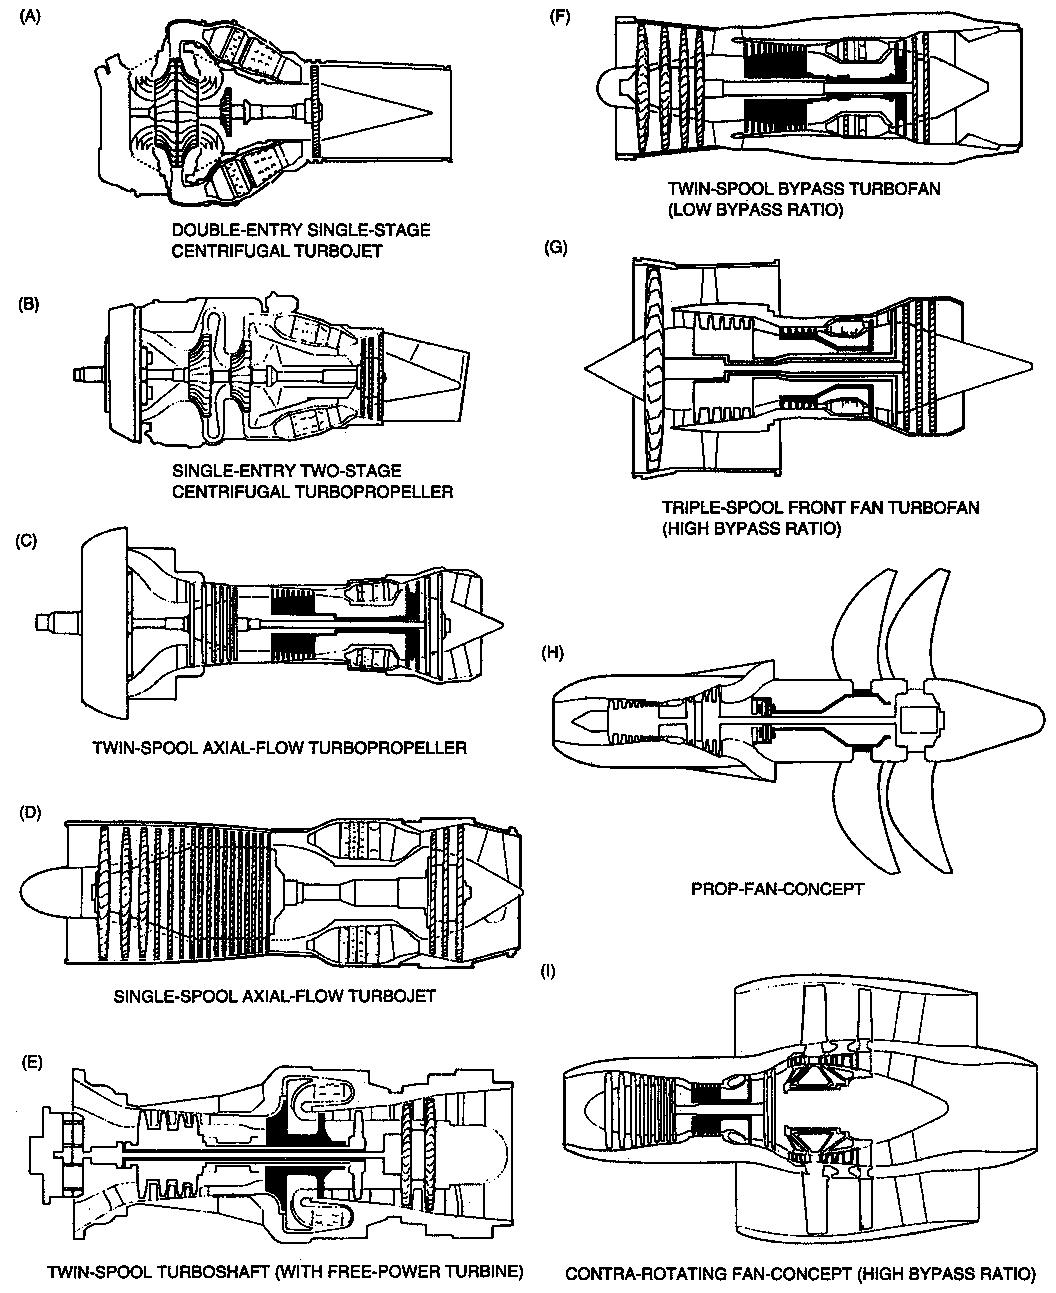 (A)
DOUBLE-ENTRY SINGLE-STAGE
CENTRIFUGAL TURBOJET
(B)
SINGLE-ENTRY TWO-STAGE
CENTRIFUGAL TURBOPROPELLER
(C)
TWIN-SPOOL AXIAL-FLOW TURBOPROPELLER
(D)
SINGLE-SPOOL AXIAL-FLOW TURBOJET
(E)
TWIN-SPOOL TURBOSHAFT (WITH FREE-POWER TURBINE)
(F)
TWIN-SPOOL BYPASS TURBOFAN
(LOW BYPASS RATIO)
(G)
TRIPLE-SPOOL FRONT FAN TURBOFAN
(HIGH BYPASS RATIO)
(H)
PROP-FAN-CONCEPT
(I)
CONTRA-ROTATING FAN-CONCEPT (HIGH BYPASS RATIO)